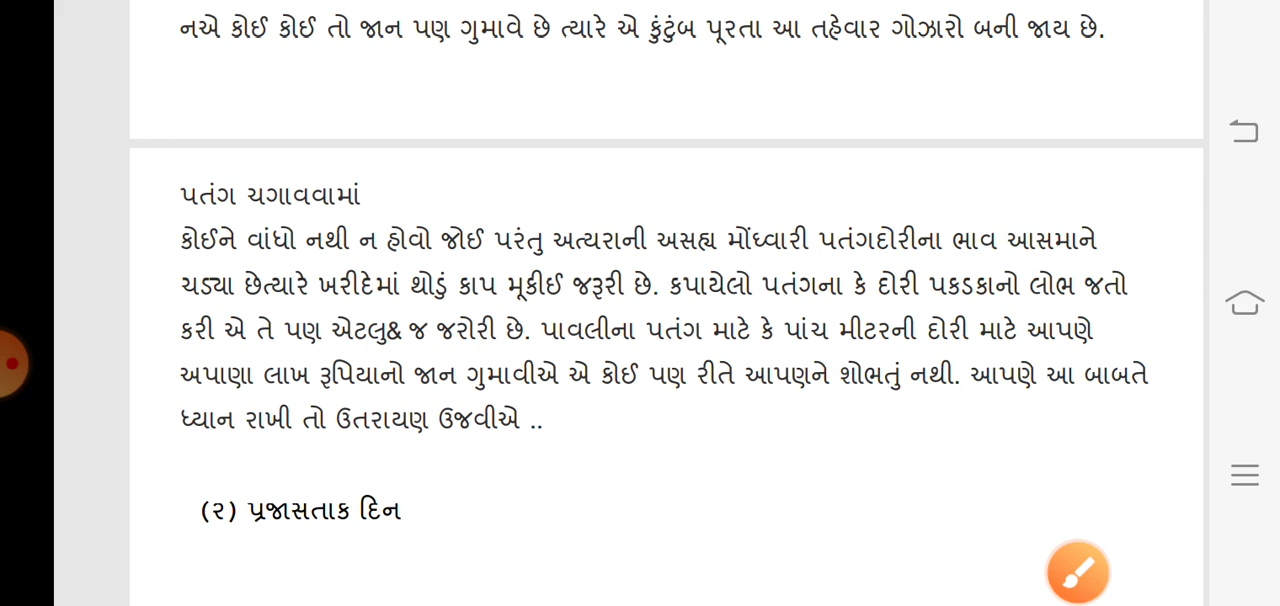 નએ કોઈ કોઈ તો જાન પણ ગુમાવે છે ત્યારે એ કુંટુંબ પૂરતા આ તહેવાર ગોઝારો બની જાય છે.
પતંગ ચગાવવામાં
કોઈને વાંધો નથી ન હોવો જોઈ પરંતુ અત્યરાની અસહ્ય મોંધ્વારી પતંગદોરીના ભાવ આસમાને
ચડ્યા છેત્યારે ખરીદેમાં થોડું કાપ મૂકીઈ જરૂરી છે. કપાયેલો પતંગના કે દોરી પકડકાનો લોભ જતો
કરી એ તે પણ એટલુ& જ જરોરી છે. પાવલીના પતંગ માટે કે પાંચ મીટરની દોરી માટે આપણે
અપાણા લાખ રૂપિયાનો જાન ગુમાવીએ એ કોઈ પણ રીતે આપણને શોભતું નથી. આપણે આ બાબતે
ધ્યાન રાખી તો ઉતરાયણ ઉજવીએ ..
(૨) પ્રજાસતાક દિન